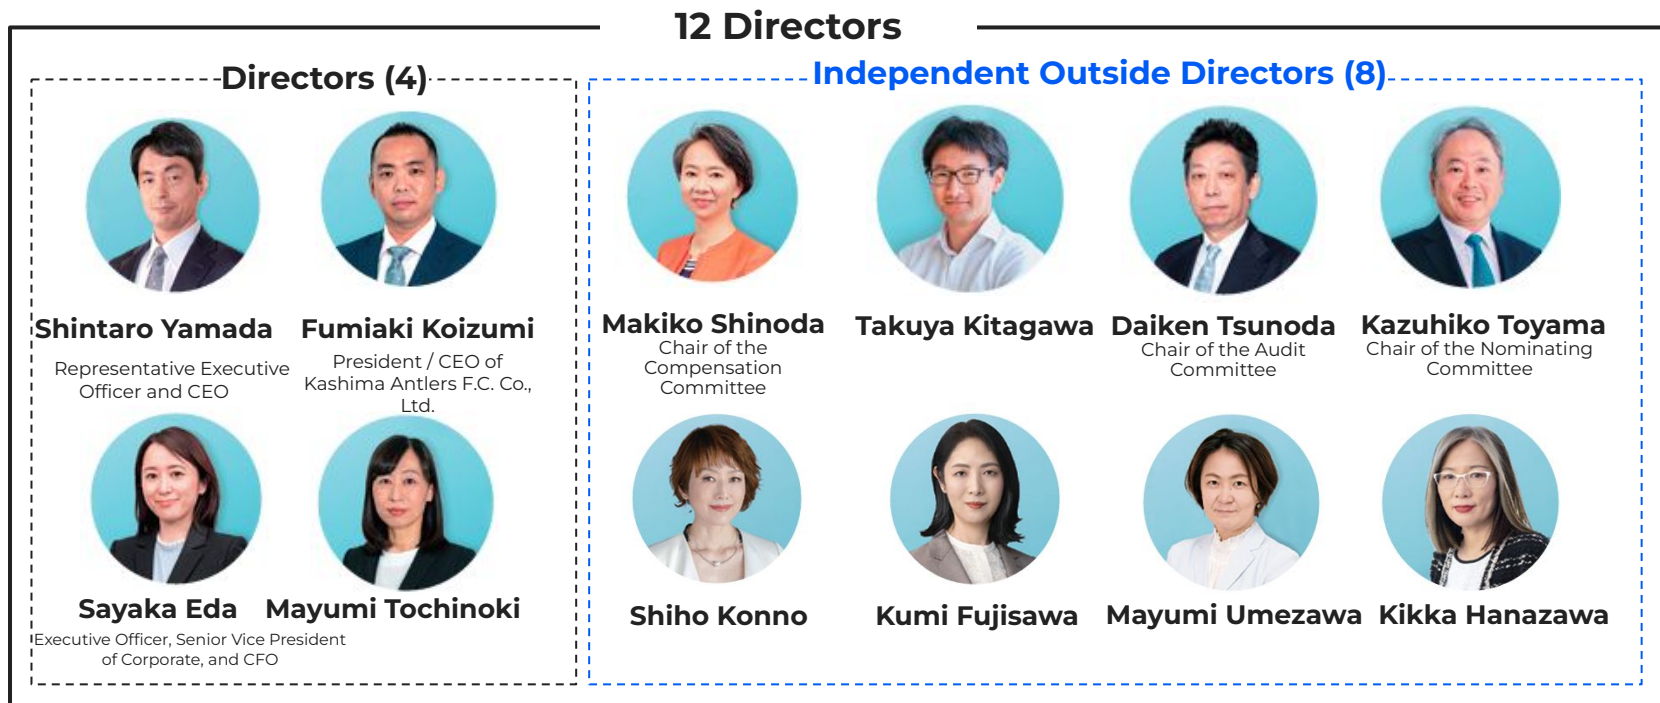 12 Directors
Directors (4)
Shintaro Yamada
Representative Executive
Officer and CEO
Fumiaki Koizumi
President / CEO of
Kashima Antlers F.C. Co.,
Ltd.
Sayaka Eda
Executive Officer, Senior Vice President
of Corporate, and CFO
Mayumi Tochinoki
Independent Outside Directors (8)
Makiko Shinoda
Chair of the
Compensation
Committee
Takuya Kitagawa
Daiken Tsunoda
Chair of the Audit
Committee
Kazuhiko Toyama
Chair of the Nominating
Committee
Shiho Konno
Kumi Fujisawa
Mayumi Umezawa
Kikka Hanazawa